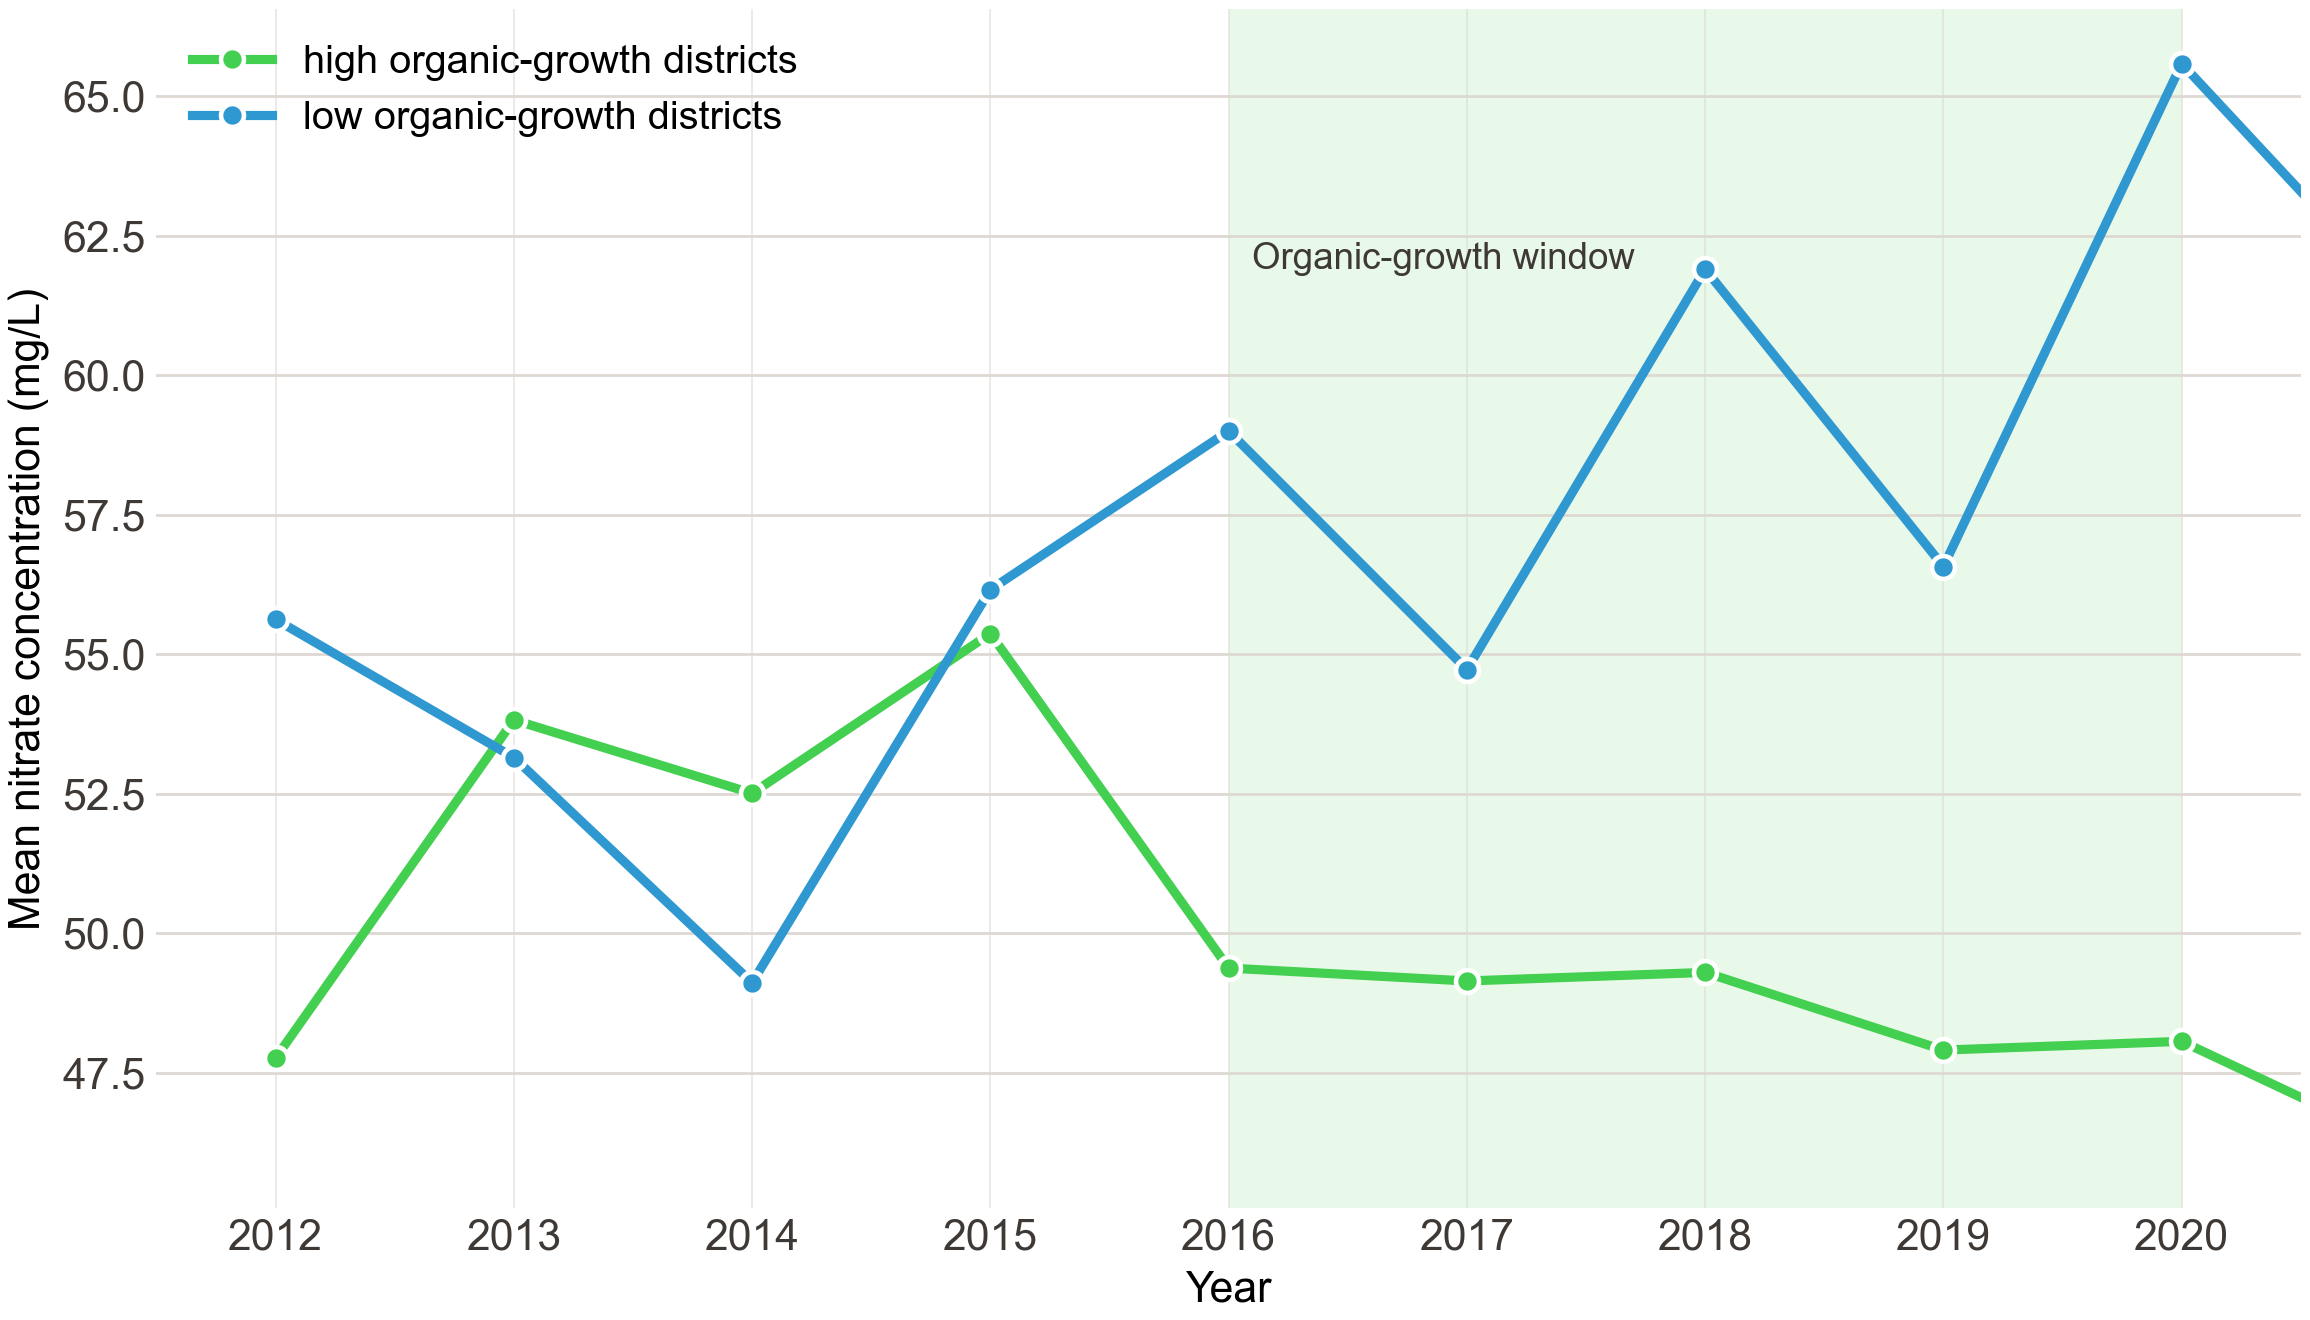 high organic-growth districts
low organic-growth districts
Organic-growth window
Mean nitrate concentration (mg/L)
65.0
62.5
60.0
57.5
55.0
52.5
50.0
47.5
2012 2013 2014 2015 2016 2017 2018 2019 2020
Year